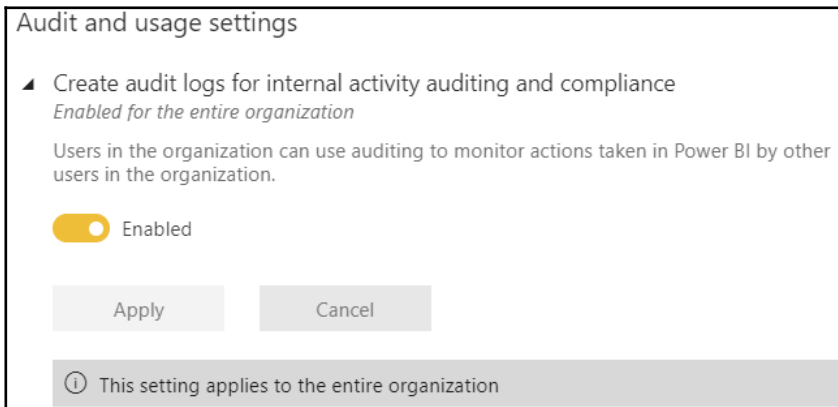 Audit and usage settings
Create audit logs for internal activity auditing and compliance
Enabled for the entire organization
Users in the organization can use auditing to monitor actions taken in Power BI by other
users in the organization.
Enabled
Apply Cancel
This setting applies to the entire organization